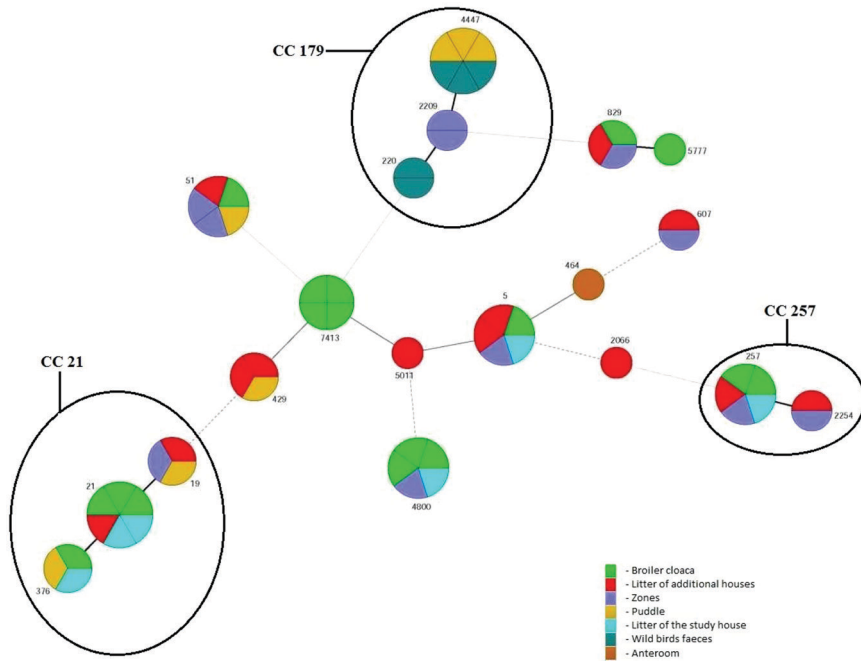 4447
CC 179
2209
829
5777
220
51
607
464
5
CC 257
7413
2066
257
5011
CC 21
429
2254
19
21
4800
376
- Broiler cloaca
- Litter of additional houses
- Zones
- Puddle
- Litter of the study house
- Wild birds faeces
- Anteroom